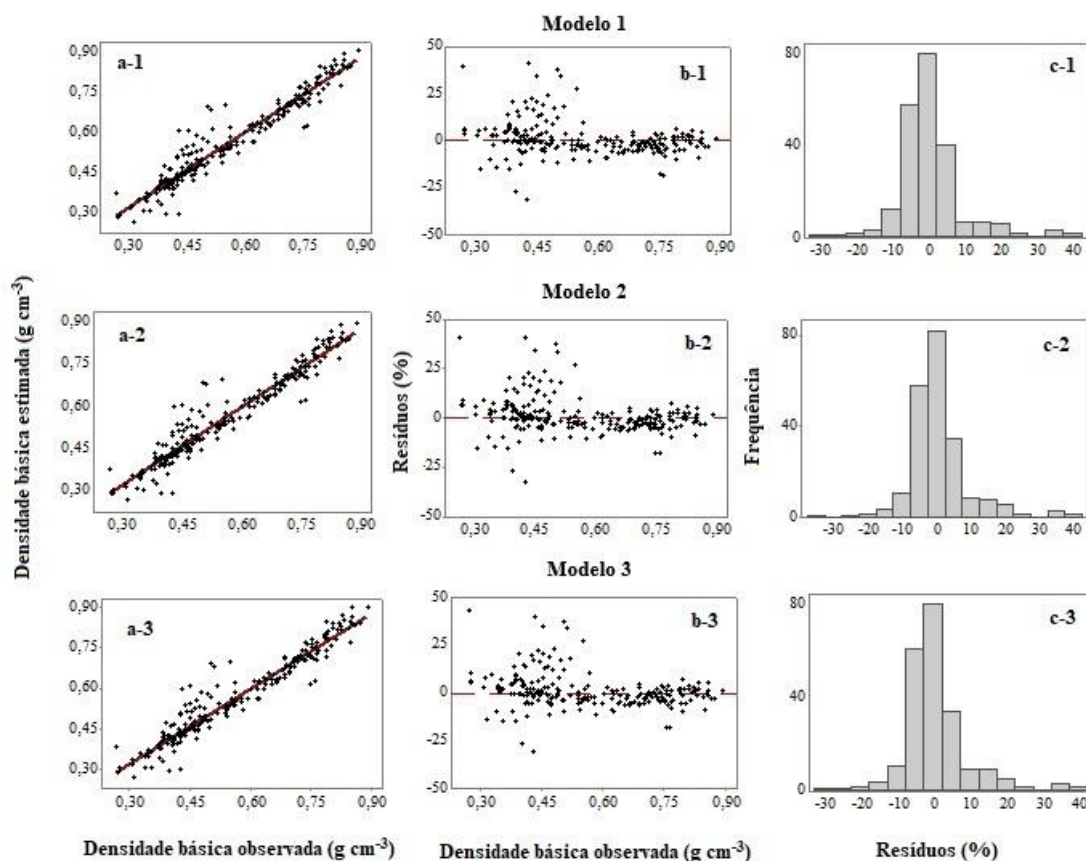 Modelo 1
a-1
b-1
c-1
0,90
0,75
0,60
0,45
0,30
0,30 0,45 0,60 0,75 0,90
50
25
0
-25
-50
0,30 0,45 0,60 0,75 0,90
80
40
0
-30 -20 -10 0 10 20 30 40
Modelo 2
a-2
b-2
c-2
0,90
0,75
0,60
0,45
0,30
0,30 0,45 0,60 0,75 0,90
50
25
0
-25
-50
0,30 0,45 0,60 0,75 0,90
80
40
0
-30 -20 -10 0 10 20 30 40
Densidade básica estimada (g cm⁻³)
Resíduos (%)
Frequência
Modelo 3
a-3
b-3
c-3
0,90
0,75
0,60
0,45
0,30
0,30 0,45 0,60 0,75 0,90
50
25
0
-25
-50
0,30 0,45 0,60 0,75 0,90
80
40
0
-30 -20 -10 0 10 20 30 40
Densidade básica observada (g cm⁻³)
Densidade básica observada (g cm⁻³)
Resíduos (%)